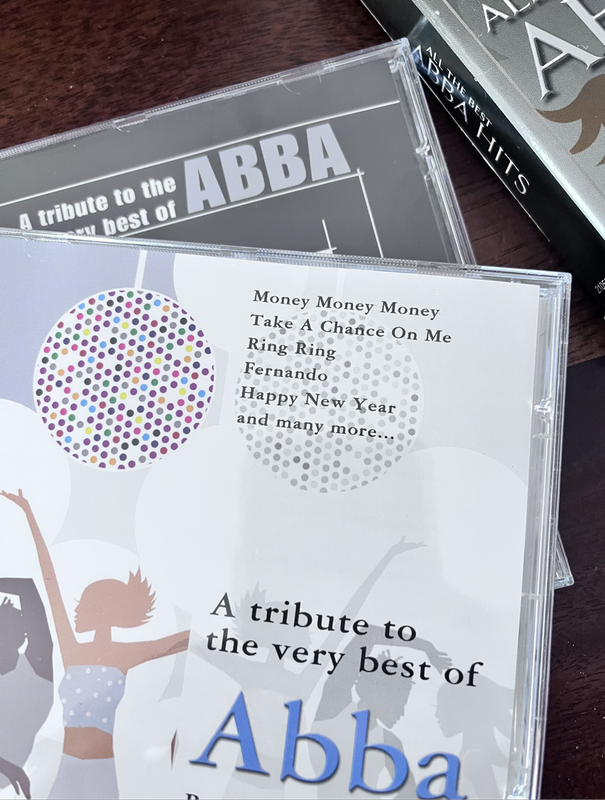 ALL THE BEST
ABBA HITS
A tribute to the
very best of
ABBA
Money Money Money
Take A Chance On Me
Ring Ring
Fernando
Happy New Year
and many more...
A tribute to
the very best of
Abba